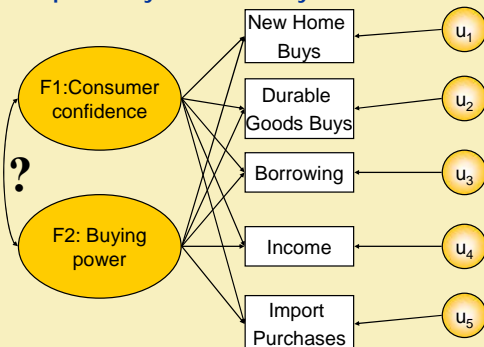 New Home
Buys
u1
F1:Consumer
confidence
Durable
Goods Buys
u2
?
Borrowing
u3
F2: Buying
power
Income
u4
Import
Purchases
u5